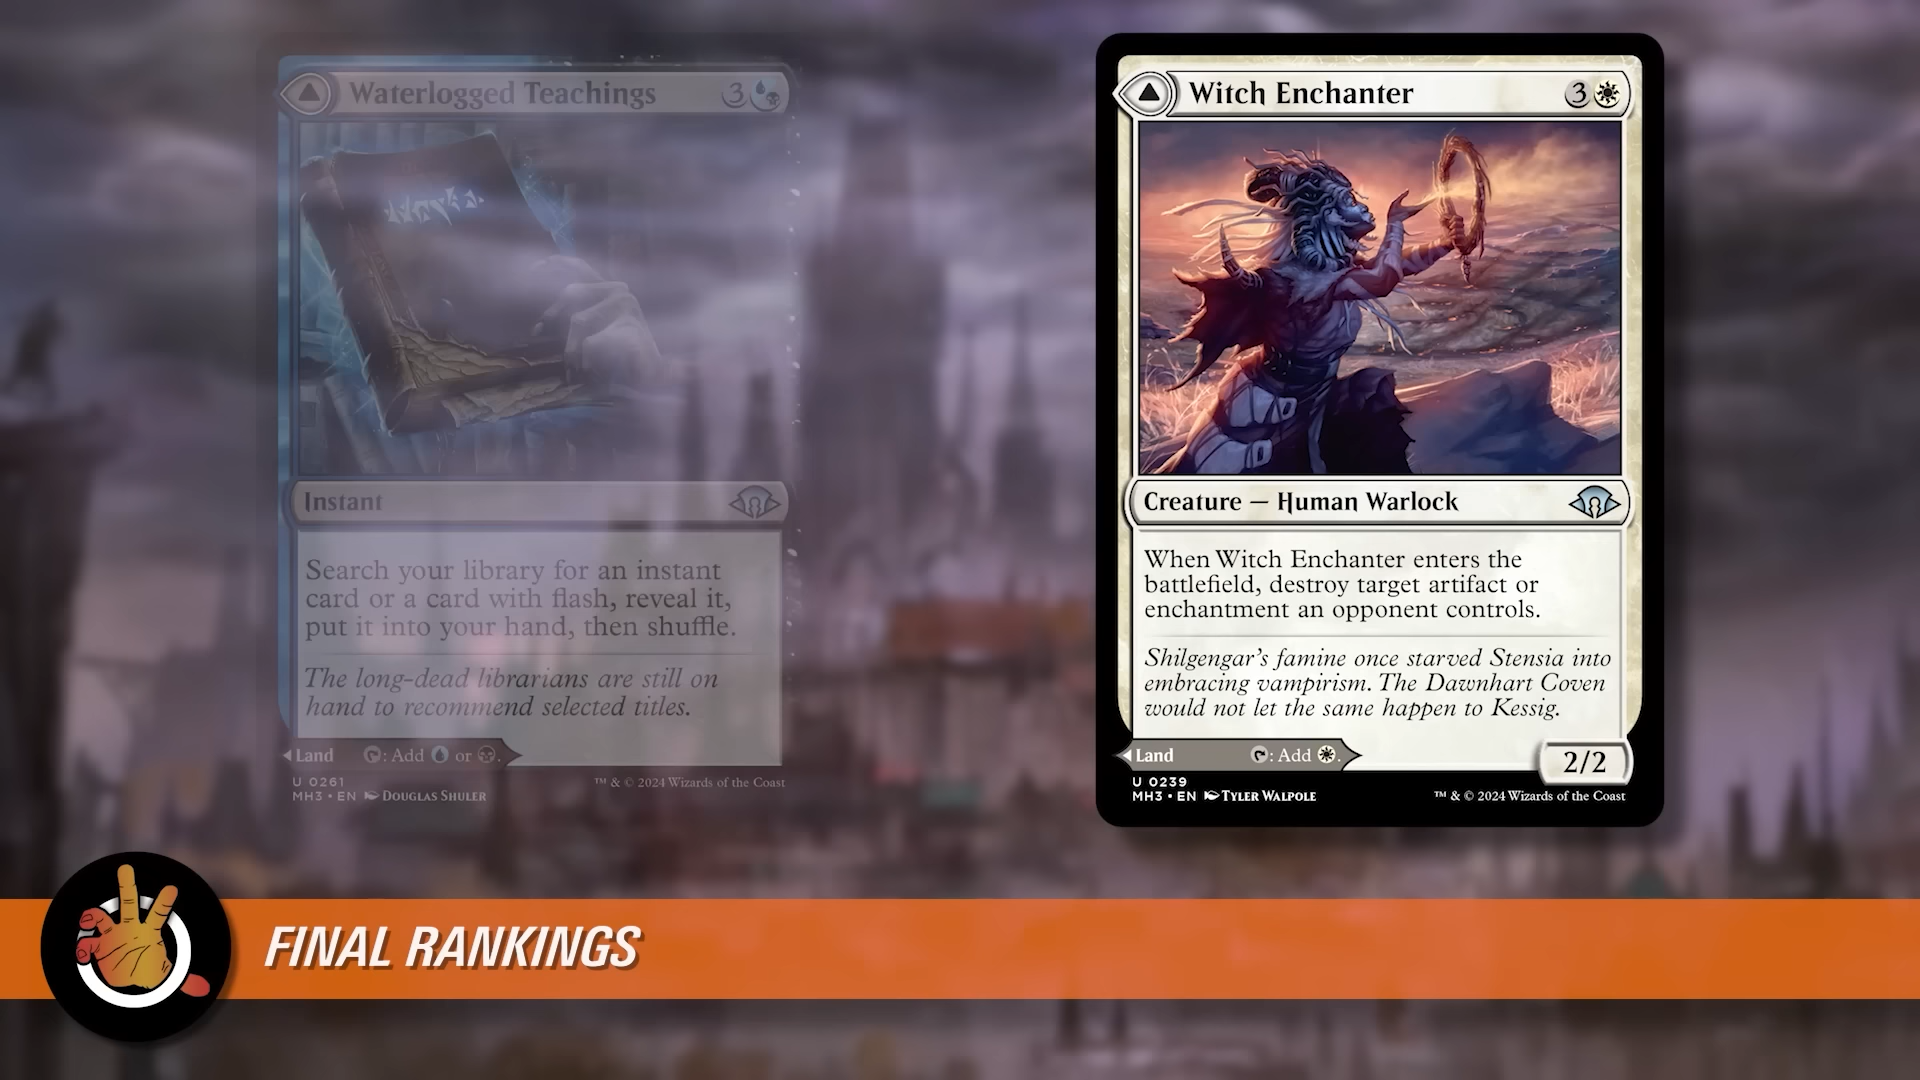 Waterlogged Teachings 3
Instant
Search your library for an instant
card or a card with flash, reveal it,
put it into your hand, then shuffle.
The long-dead librarians are still on
hand to recommend selected titles.
Land : Add or .
U 0261
MH3 • EN DOUGLAS SHULER ™ & © 2024 Wizards of the Coast
Witch Enchanter 3
Creature — Human Warlock
When Witch Enchanter enters the
battlefield, destroy target artifact or
enchantment an opponent controls.
Shilgengar's famine once starved Stensia into
embracing vampirism. The Dawnhart Coven
would not let the same happen to Kessig.
Land : Add .
2/2
U 0239
MH3 • EN TYLER WALPOLE ™ & © 2024 Wizards of the Coast
FINAL RANKINGS